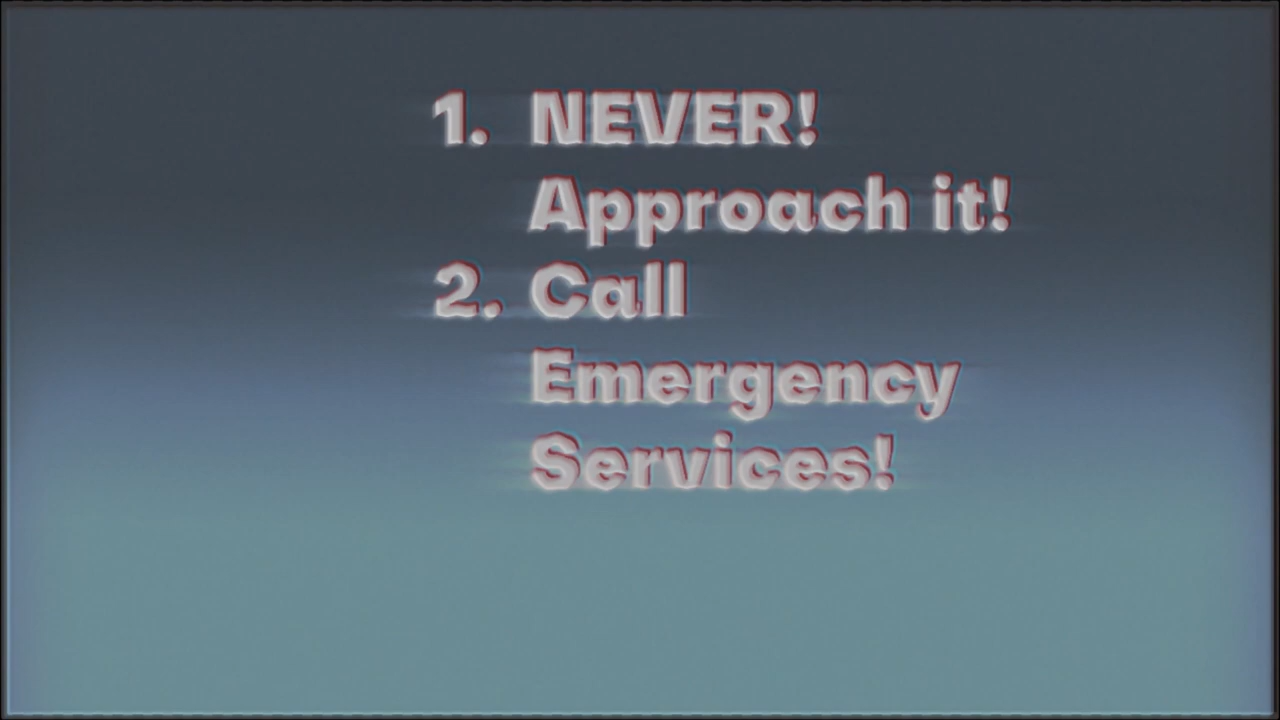 1. NEVER!
Approach it!
2. Call
Emergency
Services!